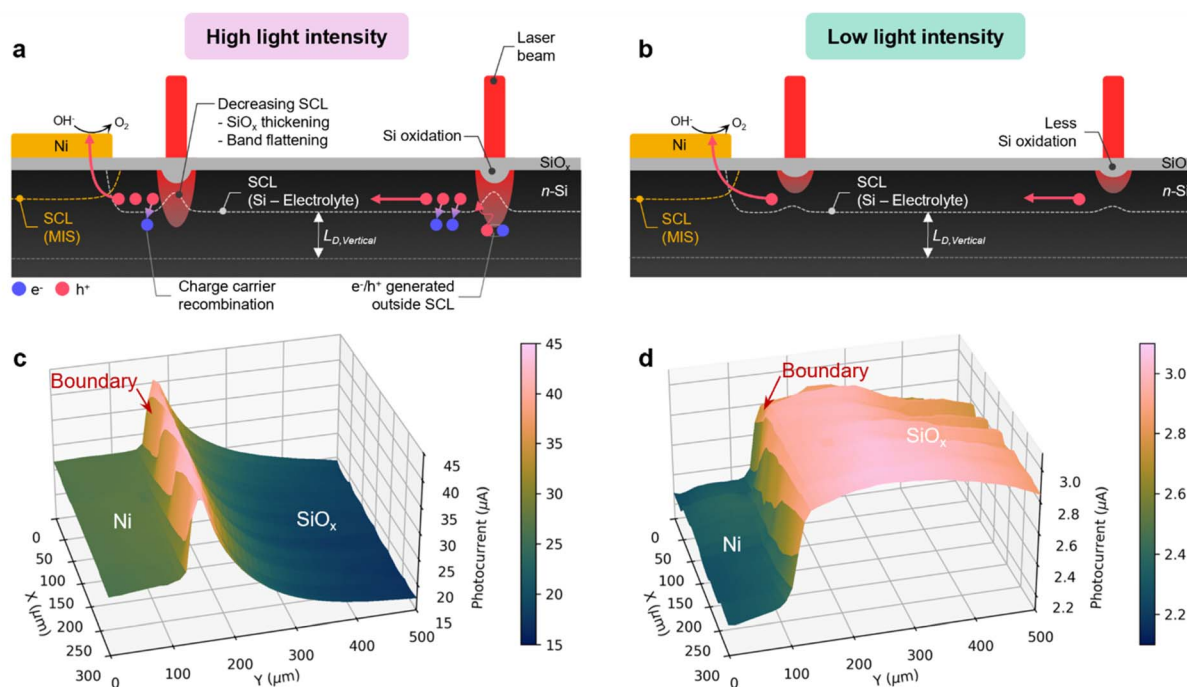 High light intensity
a
Laser
beam
Decreasing SCL
- SiOₓ thickening
- Band flattening
Si oxidation
OH⁻
O₂
Ni
SiOₓ
n-Si
SCL
(Si – Electrolyte)
SCL
(MIS)
L_D,Vertical
e⁻
h⁺
Charge carrier
recombination
e⁻/h⁺ generated
outside SCL
Low light intensity
b
OH⁻
O₂
Ni
Less
Si oxidation
SiO
n-Si
SCL
(Si – Electrolyte)
SCL
(MIS)
L_D,Vertical
c
Boundary
Ni
SiOₓ
0
50
100
150
200
250
300
X (μm)
0
100
200
300
400
500
Y (μm)
15
20
25
30
35
40
45
Photocurrent (μA)
45
40
35
30
25
20
15
d
Boundary
Ni
SiOₓ
0
50
100
150
200
250
300
X (μm)
0
100
200
300
400
500
Y (μm)
2.2
2.4
2.6
2.8
3.0
Photocurrent (μA)
3.0
2.8
2.6
2.4
2.2